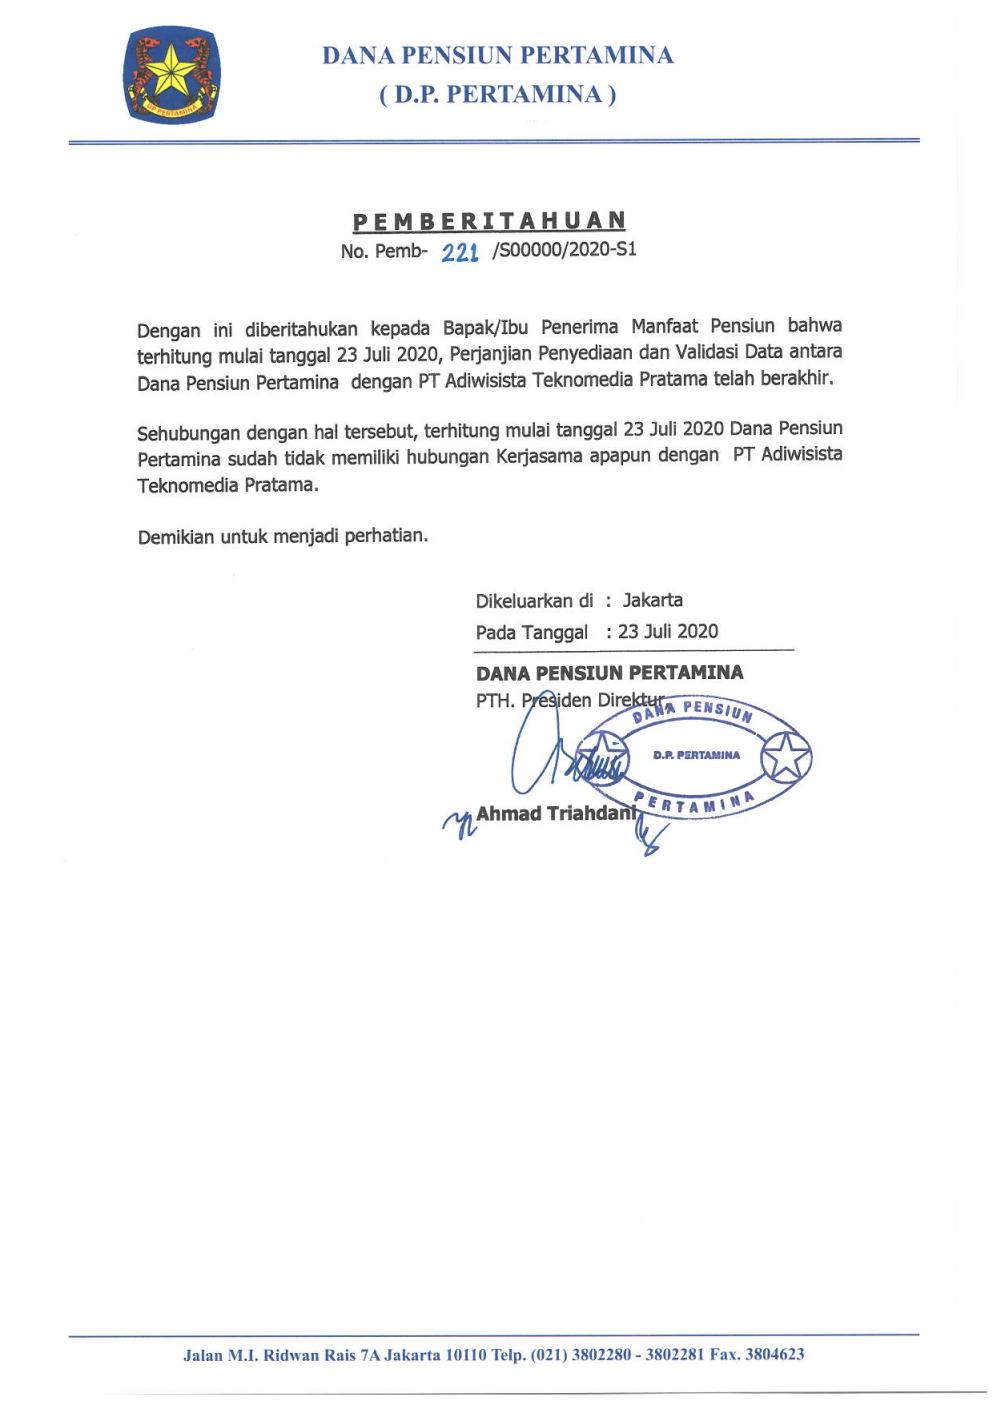 DANA PENSIUN PERTAMINA
( D.P. PERTAMINA )
DP PERTAMINA
P E M B E R I T A H U A N
No. Pemb- 221 /S00000/2020-S1
Dengan ini diberitahukan kepada Bapak/Ibu Penerima Manfaat Pensiun bahwa
terhitung mulai tanggal 23 Juli 2020, Perjanjian Penyediaan dan Validasi Data antara
Dana Pensiun Pertamina dengan PT Adiwisista Teknomedia Pratama telah berakhir.
Sehubungan dengan hal tersebut, terhitung mulai tanggal 23 Juli 2020 Dana Pensiun
Pertamina sudah tidak memiliki hubungan Kerjasama apapun dengan PT Adiwisista
Teknomedia Pratama.
Demikian untuk menjadi perhatian.
Dikeluarkan di : Jakarta
Pada Tanggal : 23 Juli 2020
DANA PENSIUN PERTAMINA
PTH. Presiden Direktur,
DANA PENSIUN
D.P. PERTAMINA
PERTAMINA
Ahmad Triahdani
Jalan M.I. Ridwan Rais 7A Jakarta 10110 Telp. (021) 3802280 - 3802281 Fax. 3804623